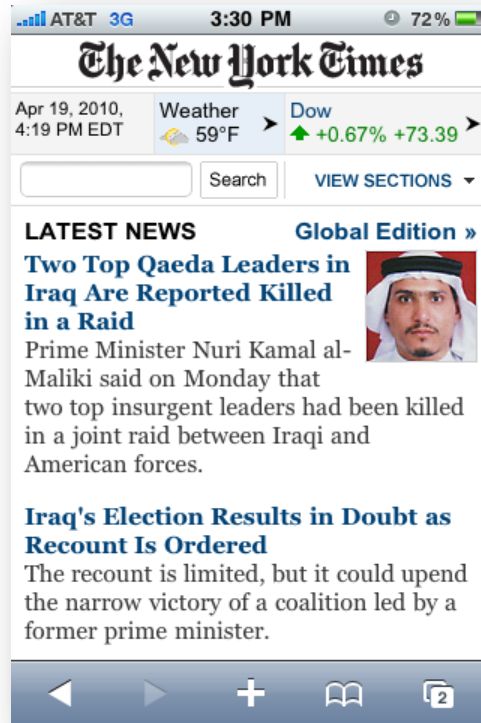 AT&T 3G 3:30 PM 72%
The New York Times
Apr 19, 2010,
4:19 PM EDT
Weather
59°F
Dow
+0.67% +73.39
Search
VIEW SECTIONS
LATEST NEWS
Global Edition »
Two Top Qaeda Leaders in
Iraq Are Reported Killed
in a Raid
Prime Minister Nuri Kamal al-
Maliki said on Monday that
two top insurgent leaders had been killed
in a joint raid between Iraqi and
American forces.
Iraq's Election Results in Doubt as
Recount Is Ordered
The recount is limited, but it could upend
the narrow victory of a coalition led by a
former prime minister.
2